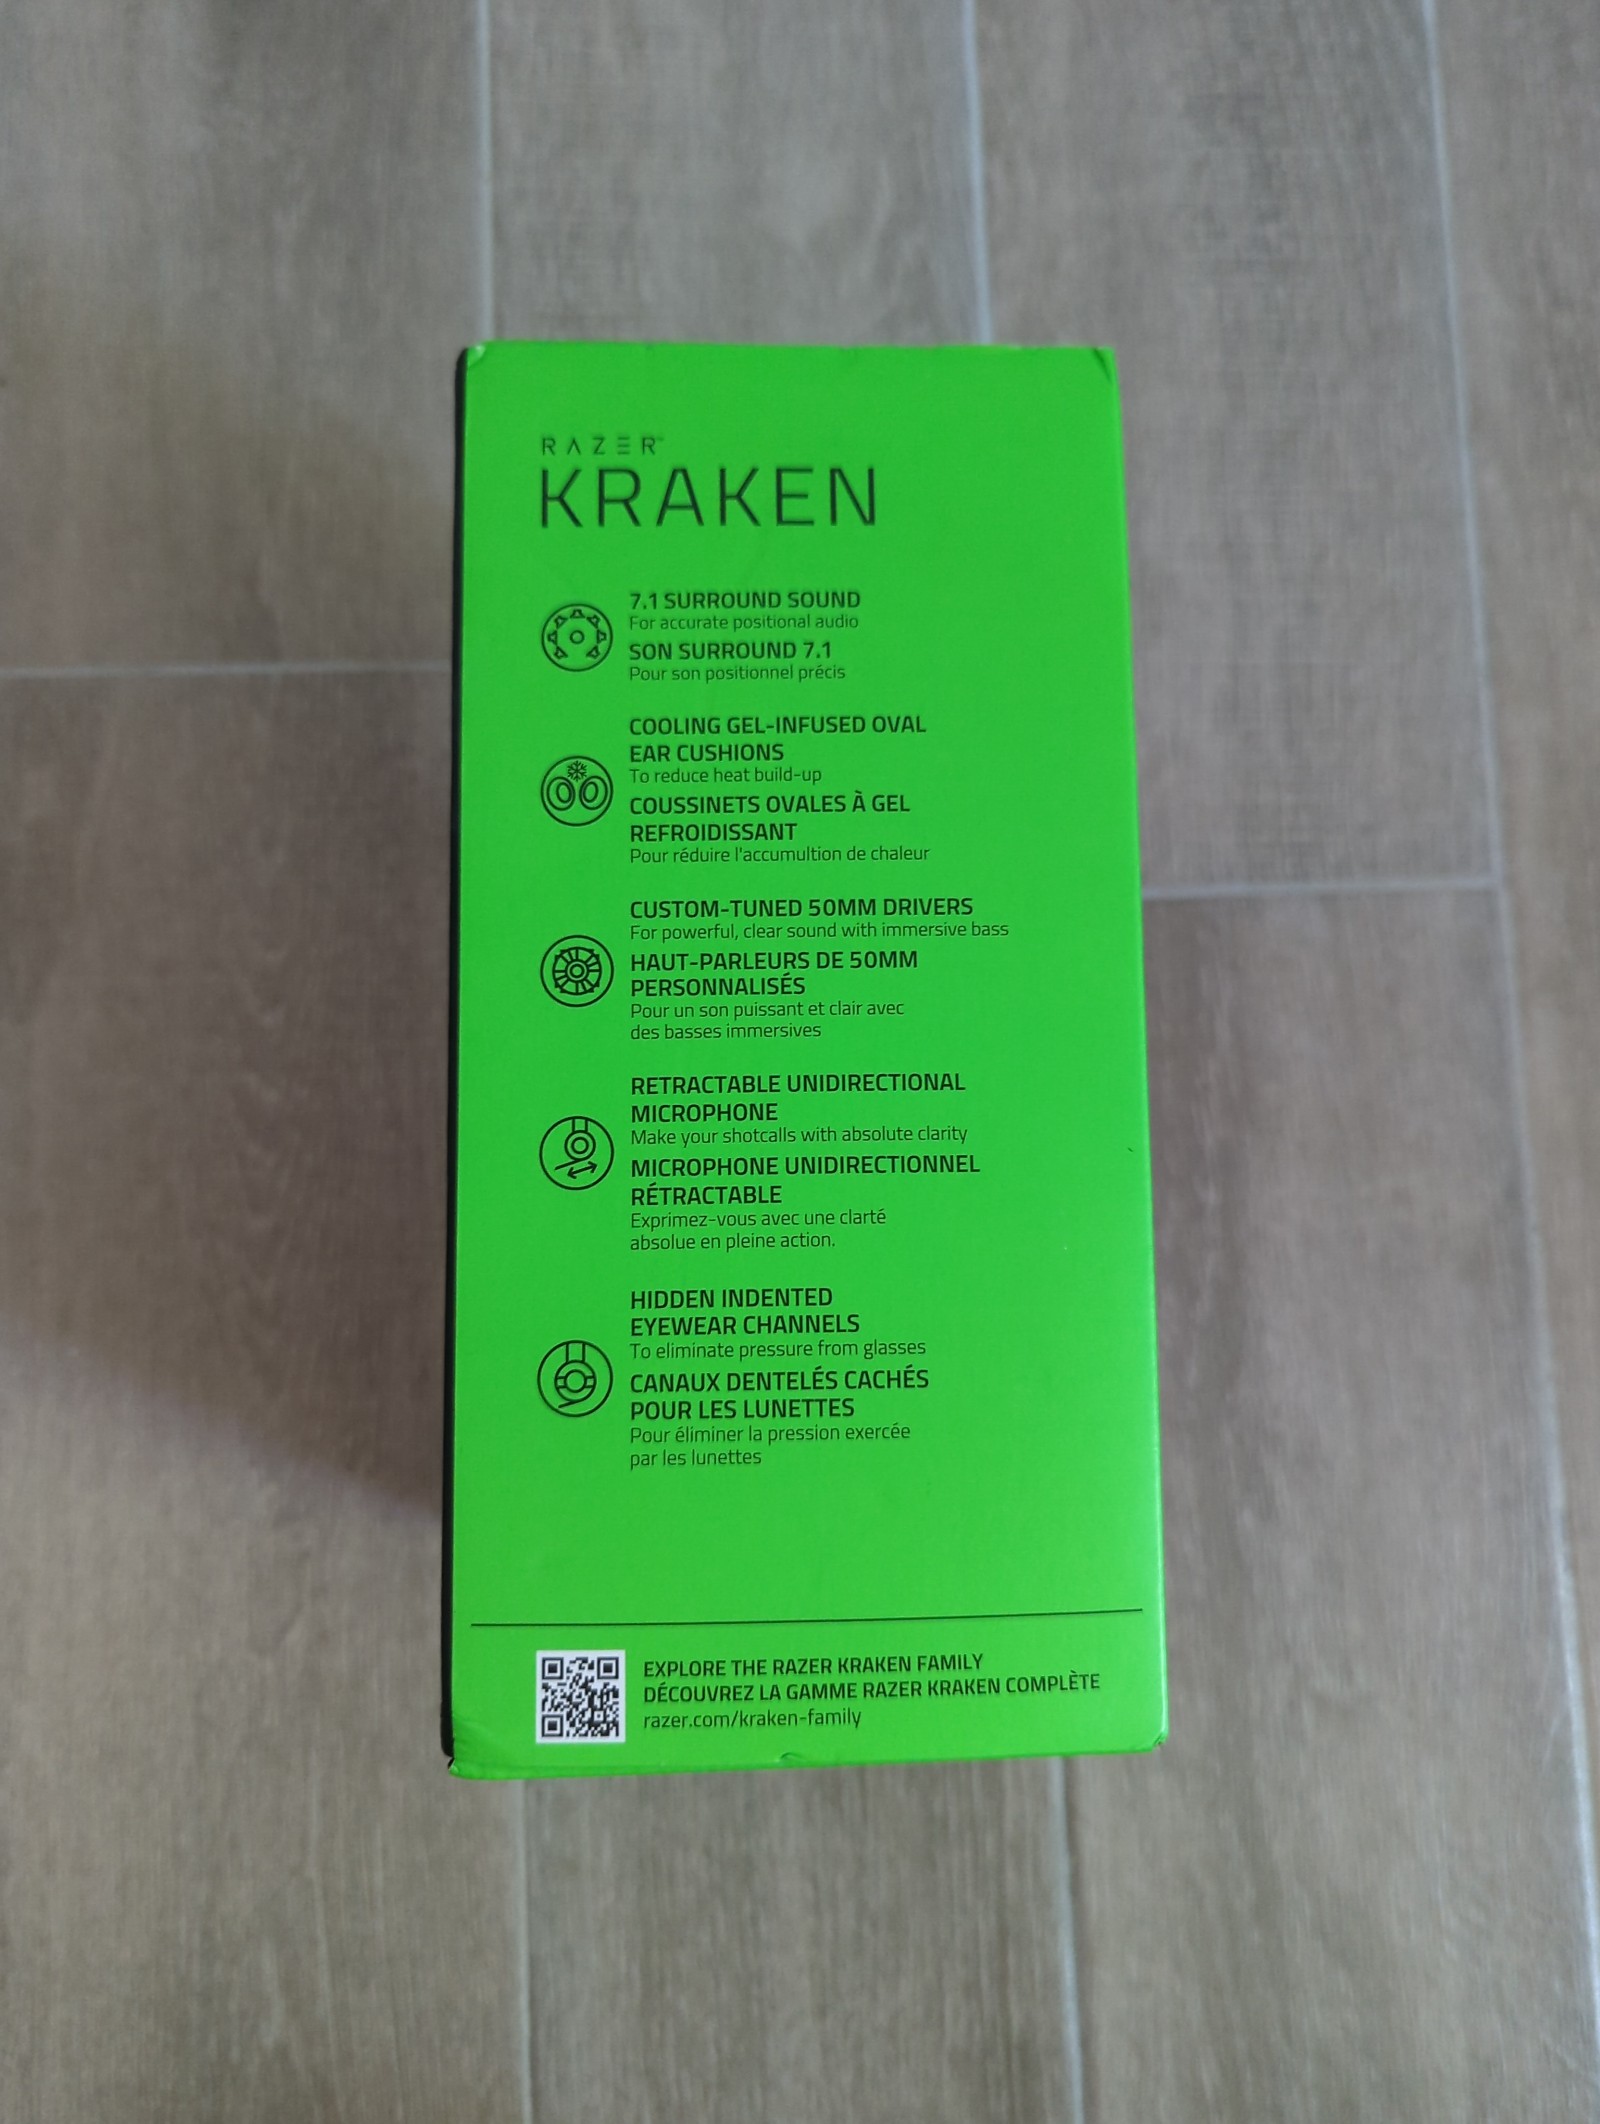 RAZER™
KRAKEN
7.1 SURROUND SOUND
For accurate positional audio
SON SURROUND 7.1
Pour son positionnel précis
COOLING GEL-INFUSED OVAL
EAR CUSHIONS
To reduce heat build-up
COUSSINETS OVALES À GEL
REFROIDISSANT
Pour réduire l'accumultion de chaleur
CUSTOM-TUNED 50MM DRIVERS
For powerful, clear sound with immersive bass
HAUT-PARLEURS DE 50MM
PERSONNALISÉS
Pour un son puissant et clair avec
des basses immersives
RETRACTABLE UNIDIRECTIONAL
MICROPHONE
Make your shotcalls with absolute clarity
MICROPHONE UNIDIRECTIONNEL
RÉTRACTABLE
Exprimez-vous avec une clarté
absolue en pleine action.
HIDDEN INDENTED
EYEWEAR CHANNELS
To eliminate pressure from glasses
CANAUX DENTELÉS CACHÉS
POUR LES LUNETTES
Pour éliminer la pression exercée
par les lunettes
EXPLORE THE RAZER KRAKEN FAMILY
DÉCOUVREZ LA GAMME RAZER KRAKEN COMPLÈTE
razer.com/kraken-family